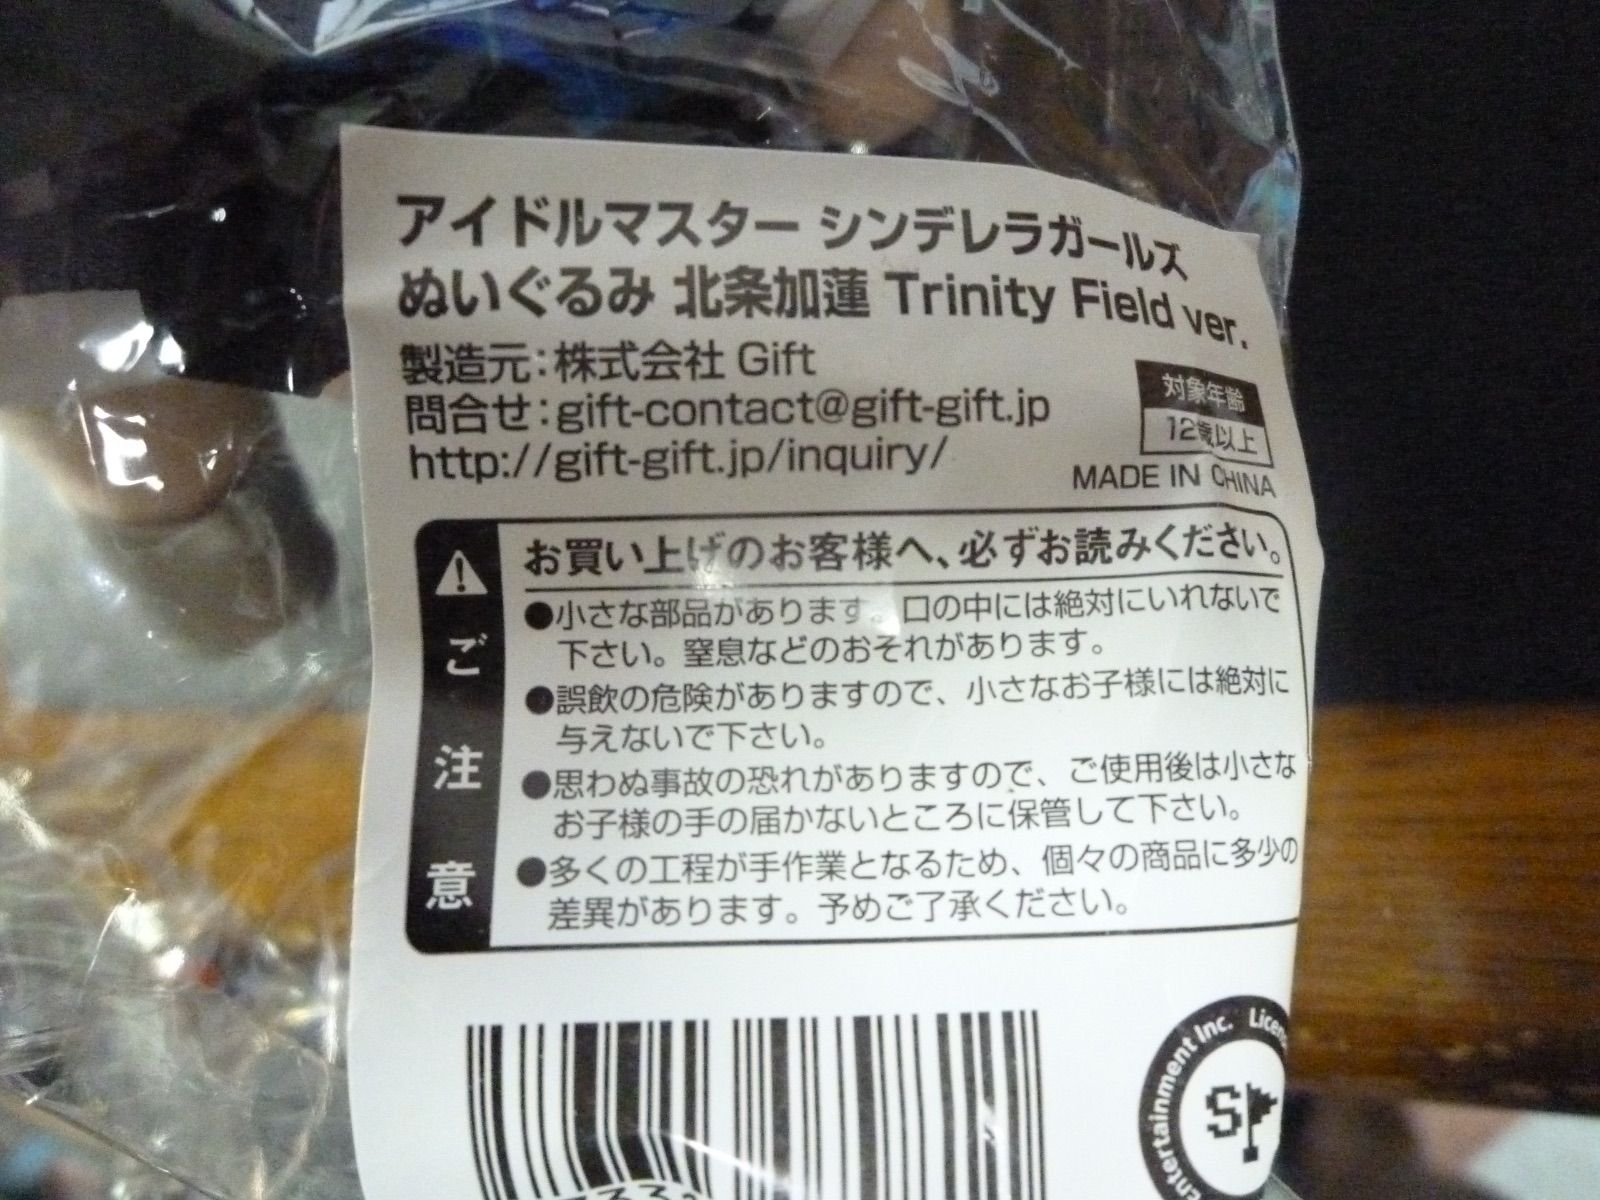 アイドルマスター シンデレラガールズ
ぬいぐるみ 北条加蓮 Trinity Field ver.
製造元:株式会社 Gift
問合せ:gift-contact@gift-gift.jp
http://gift-gift.jp/inquiry/
対象年齢
12歳以上
MADE IN CHINA
ご注意
お買い上げのお客様へ、必ずお読みください。
●小さな部品があります。口の中には絶対にいれないで
下さい。窒息などのおそれがあります。
●誤飲の危険がありますので、小さなお子様には絶対に
与えないで下さい。
●思わぬ事故の恐れがありますので、ご使用後は小さな
お子様の手の届かないところに保管して下さい。
●多くの工程が手作業となるため、個々の商品に多少の
差異があります。予めご了承ください。
Entertainment Inc.